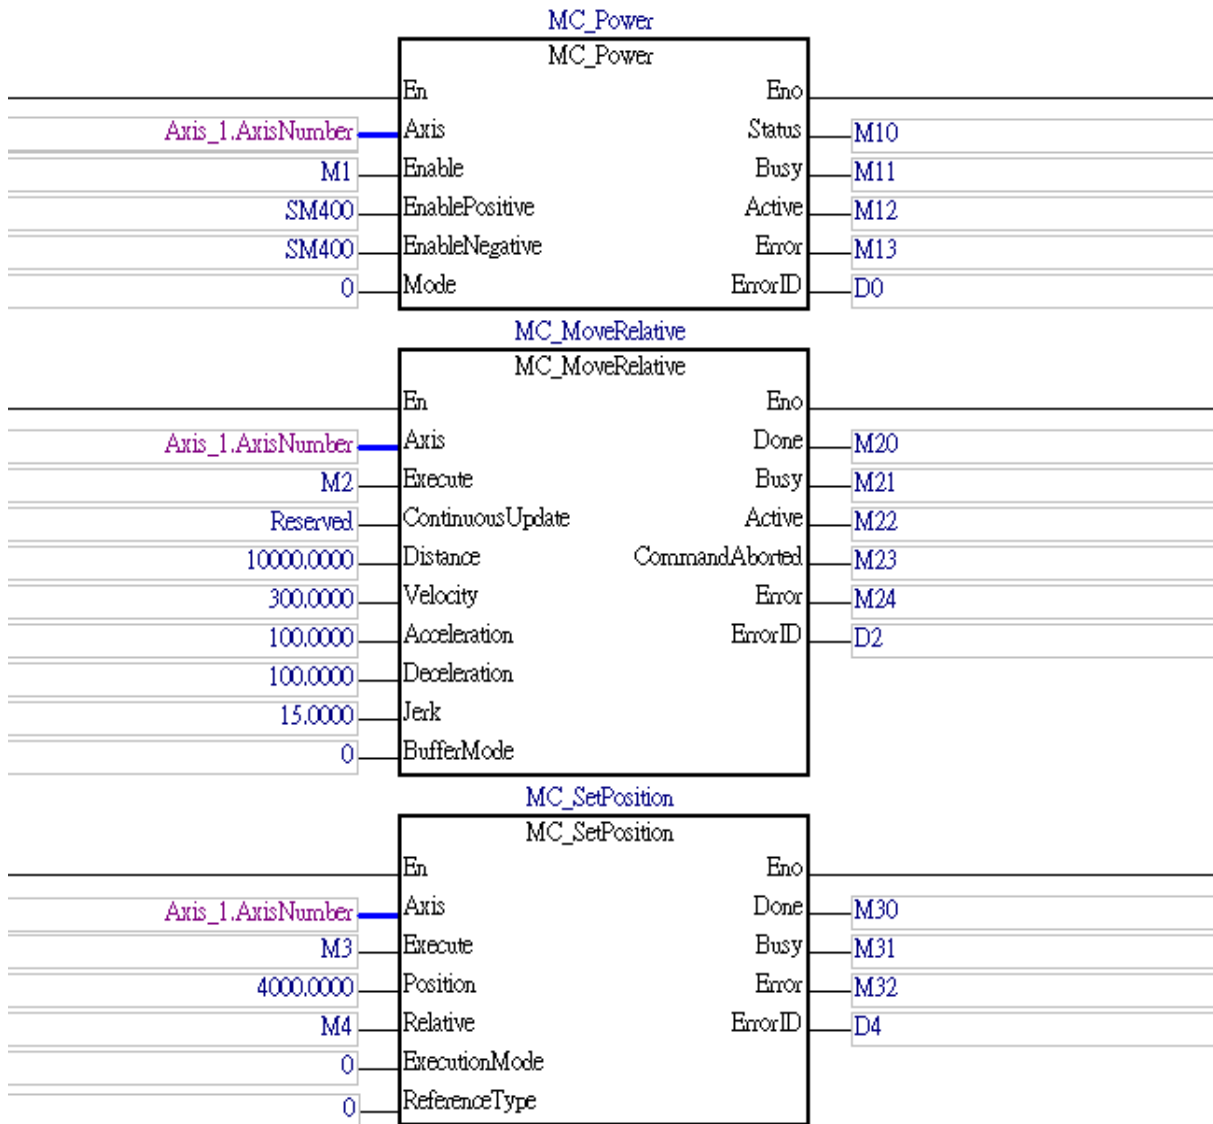 MC_Power
MC_Power
En Eno
Axis_1.AxisNumber Axis Status M10
M1 Enable Busy M11
SM400 EnablePositive Active M12
SM400 EnableNegative Error M13
0 Mode ErrorID D0
MC_MoveRelative
MC_MoveRelative
En Eno
Axis_1.AxisNumber Axis Done M20
M2 Execute Busy M21
Reserved ContinuousUpdate Active M22
10000.0000 Distance CommandAborted M23
300.0000 Velocity Error M24
100.0000 Acceleration ErrorID D2
100.0000 Deceleration
15.0000 Jerk
0 BufferMode
MC_SetPosition
MC_SetPosition
En Eno
Axis_1.AxisNumber Axis Done M30
M3 Execute Busy M31
4000.0000 Position Error M32
M4 Relative ErrorID D4
0 ExecutionMode
0 ReferenceType